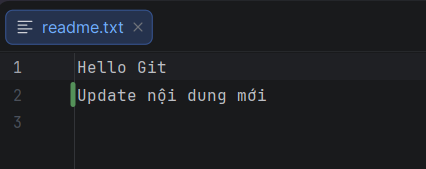 readme.txt
1 Hello Git
2 Update nội dung mới
3